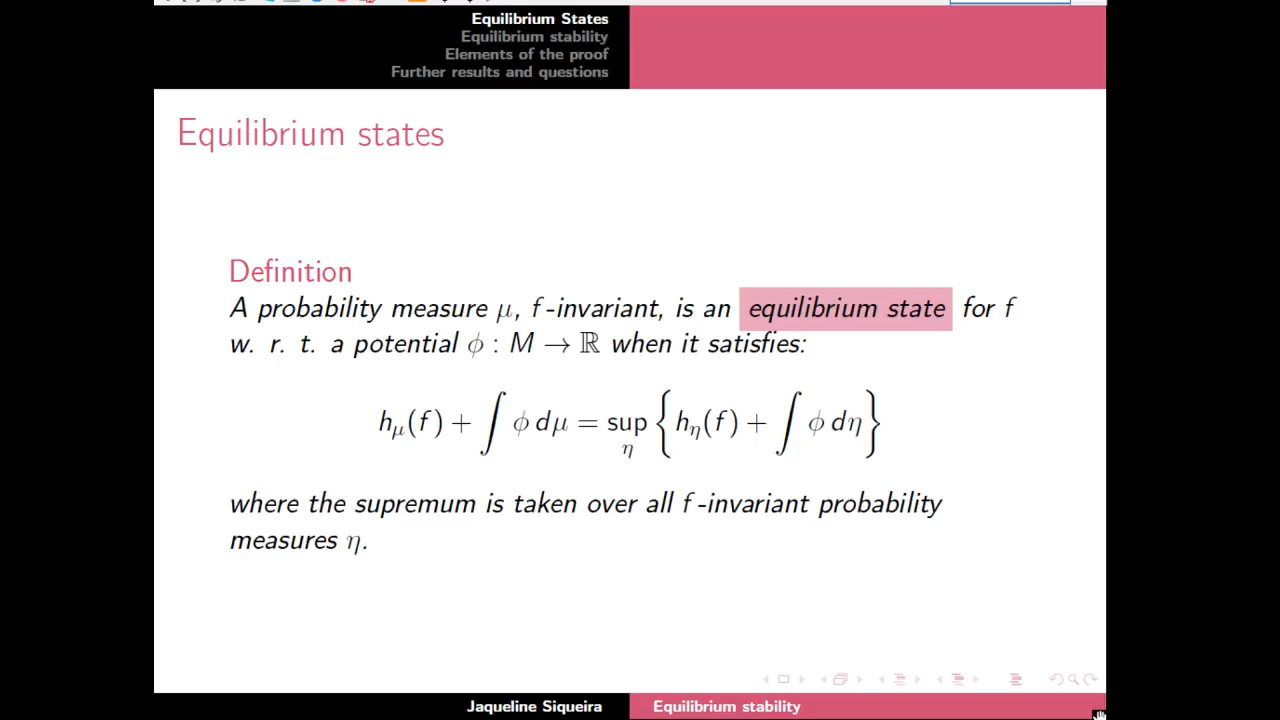 Equilibrium States
Equilibrium stability
Elements of the proof
Further results and questions
Equilibrium states
Definition
A probability measure μ, f-invariant, is an equilibrium state for f
w. r. t. a potential ϕ : M → ℝ when it satisfies:
h_μ(f) + ∫ ϕ dμ = sup_η { h_η(f) + ∫ ϕ dη }
where the supremum is taken over all f-invariant probability
measures η.
Jaqueline Siqueira
Equilibrium stability